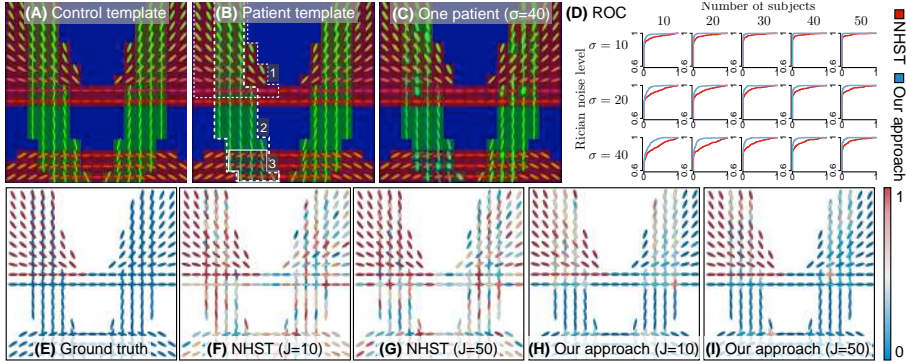 (A) Control template
(B) Patient template
(C) One patient (σ=40)
(D) ROC
Number of subjects
10 20 30 40 50
Rician noise level
σ = 10
σ = 20
σ = 40
1
2
3
0.6 1
0 1
NHST
Our approach
(E) Ground truth
(F) NHST (J=10)
(G) NHST (J=50)
(H) Our approach (J=10)
(I) Our approach (J=50)
1
0